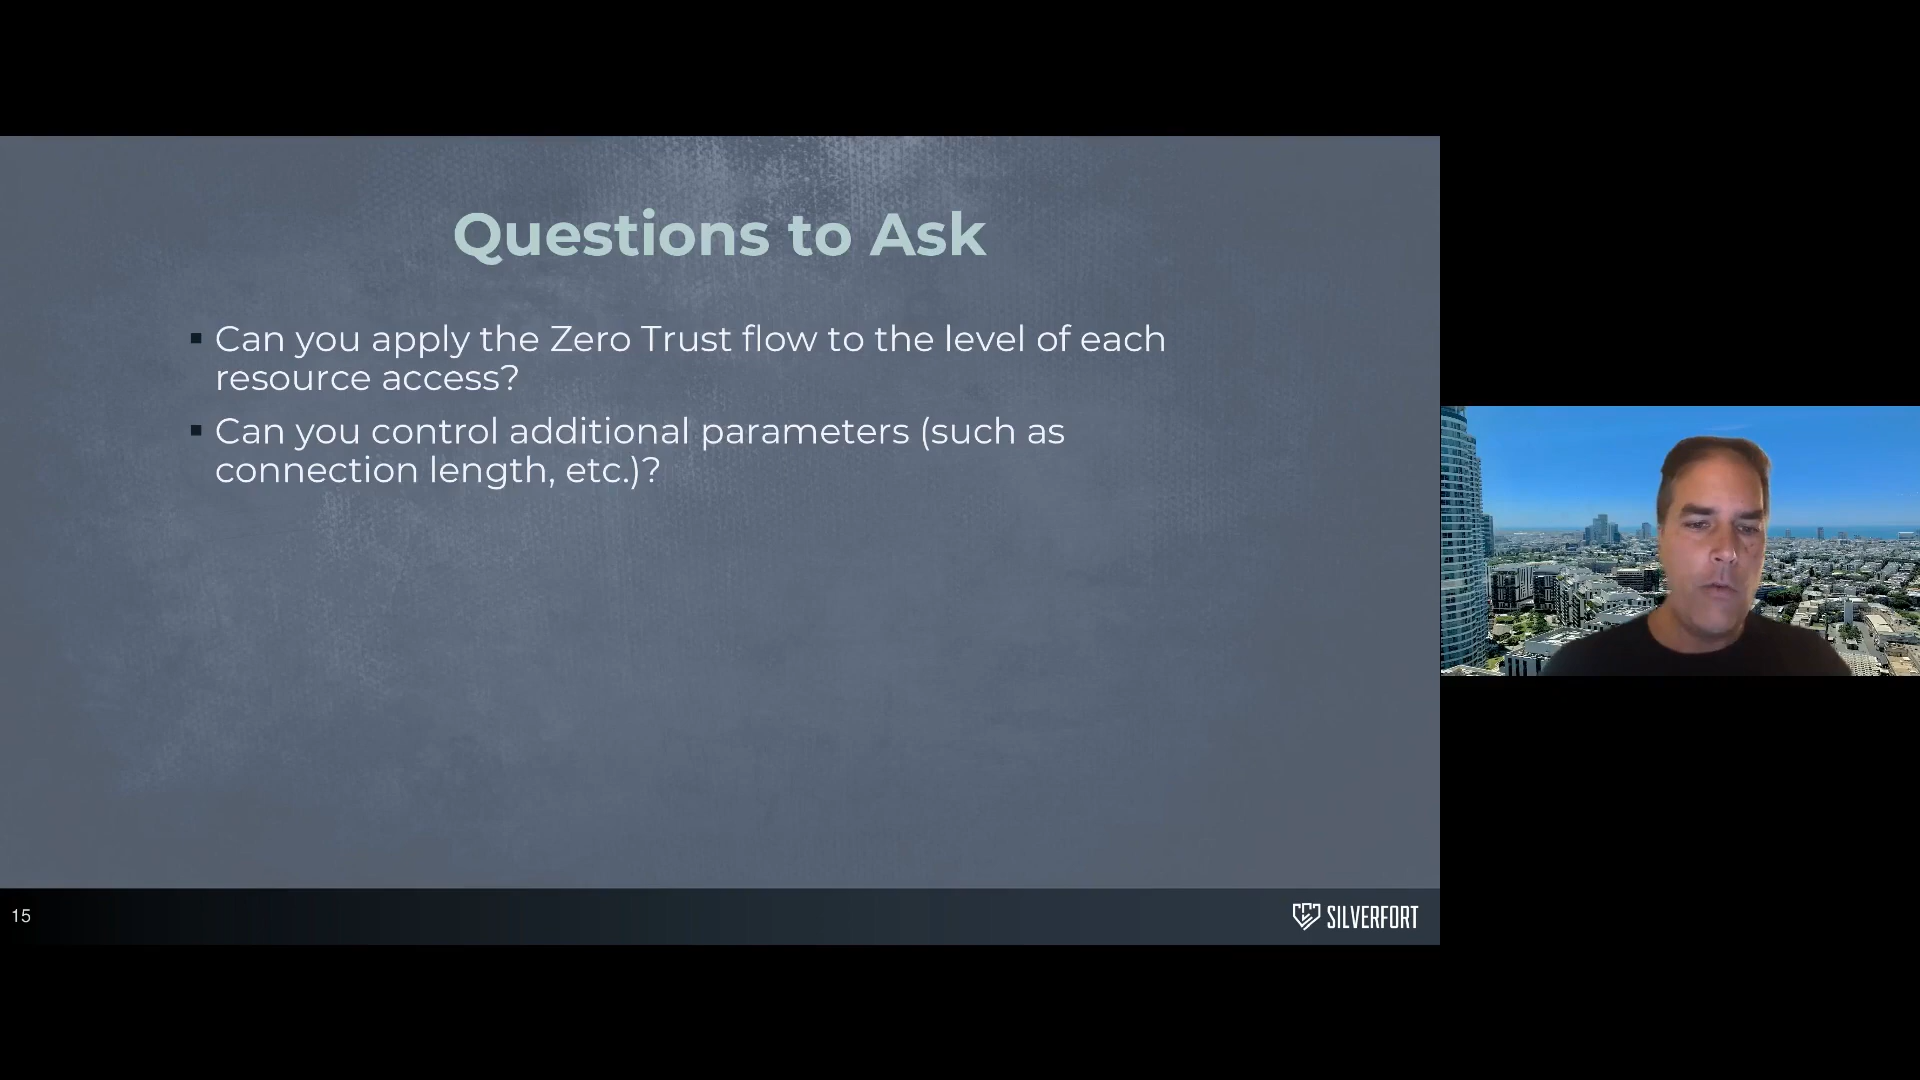 Questions to Ask
▪ Can you apply the Zero Trust flow to the level of each
resource access?
▪ Can you control additional parameters (such as
connection length, etc.)?
15
SILVERFORT